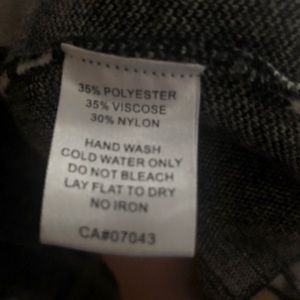 35% POLYESTER
35% VISCOSE
30% NYLON
HAND WASH
COLD WATER ONLY
DO NOT BLEACH
LAY FLAT TO DRY
NO IRON
CA#07043